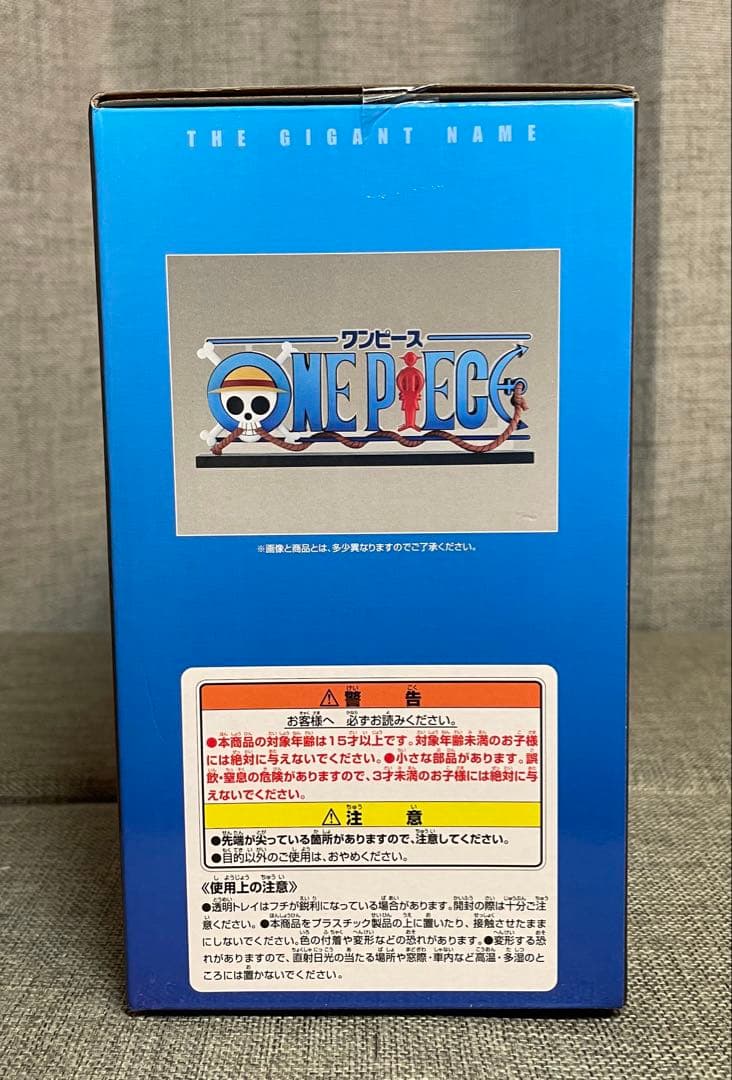 THE GIGANT NAME
ワンピース
ONE PIECE
※画像と商品とは、多少異なりますのでご了承ください。
⚠警告
お客様へ 必ずお読みください。
●本商品の対象年齢は15才以上です。対象年齢未満のお子様
には絶対に与えないでください。●小さな部品があります。誤
飲・窒息の危険がありますので、3才未満のお子様には絶対に与
えないでください。
⚠注意
●先端が尖っている箇所がありますので、注意してください。
●目的以外のご使用は、おやめください。
《使用上の注意》
●透明トレイはフチが鋭利になっている場合があります。開封の際は十分ご注
意ください。●本商品をプラスチック製品の上に置いたり、接触させたまま
にしないでください。色の付着や変形などの恐れがあります。●変形する恐
れがありますので、直射日光の当たる場所や窓際・車内など高温・多湿のと
ころには置かないでください。